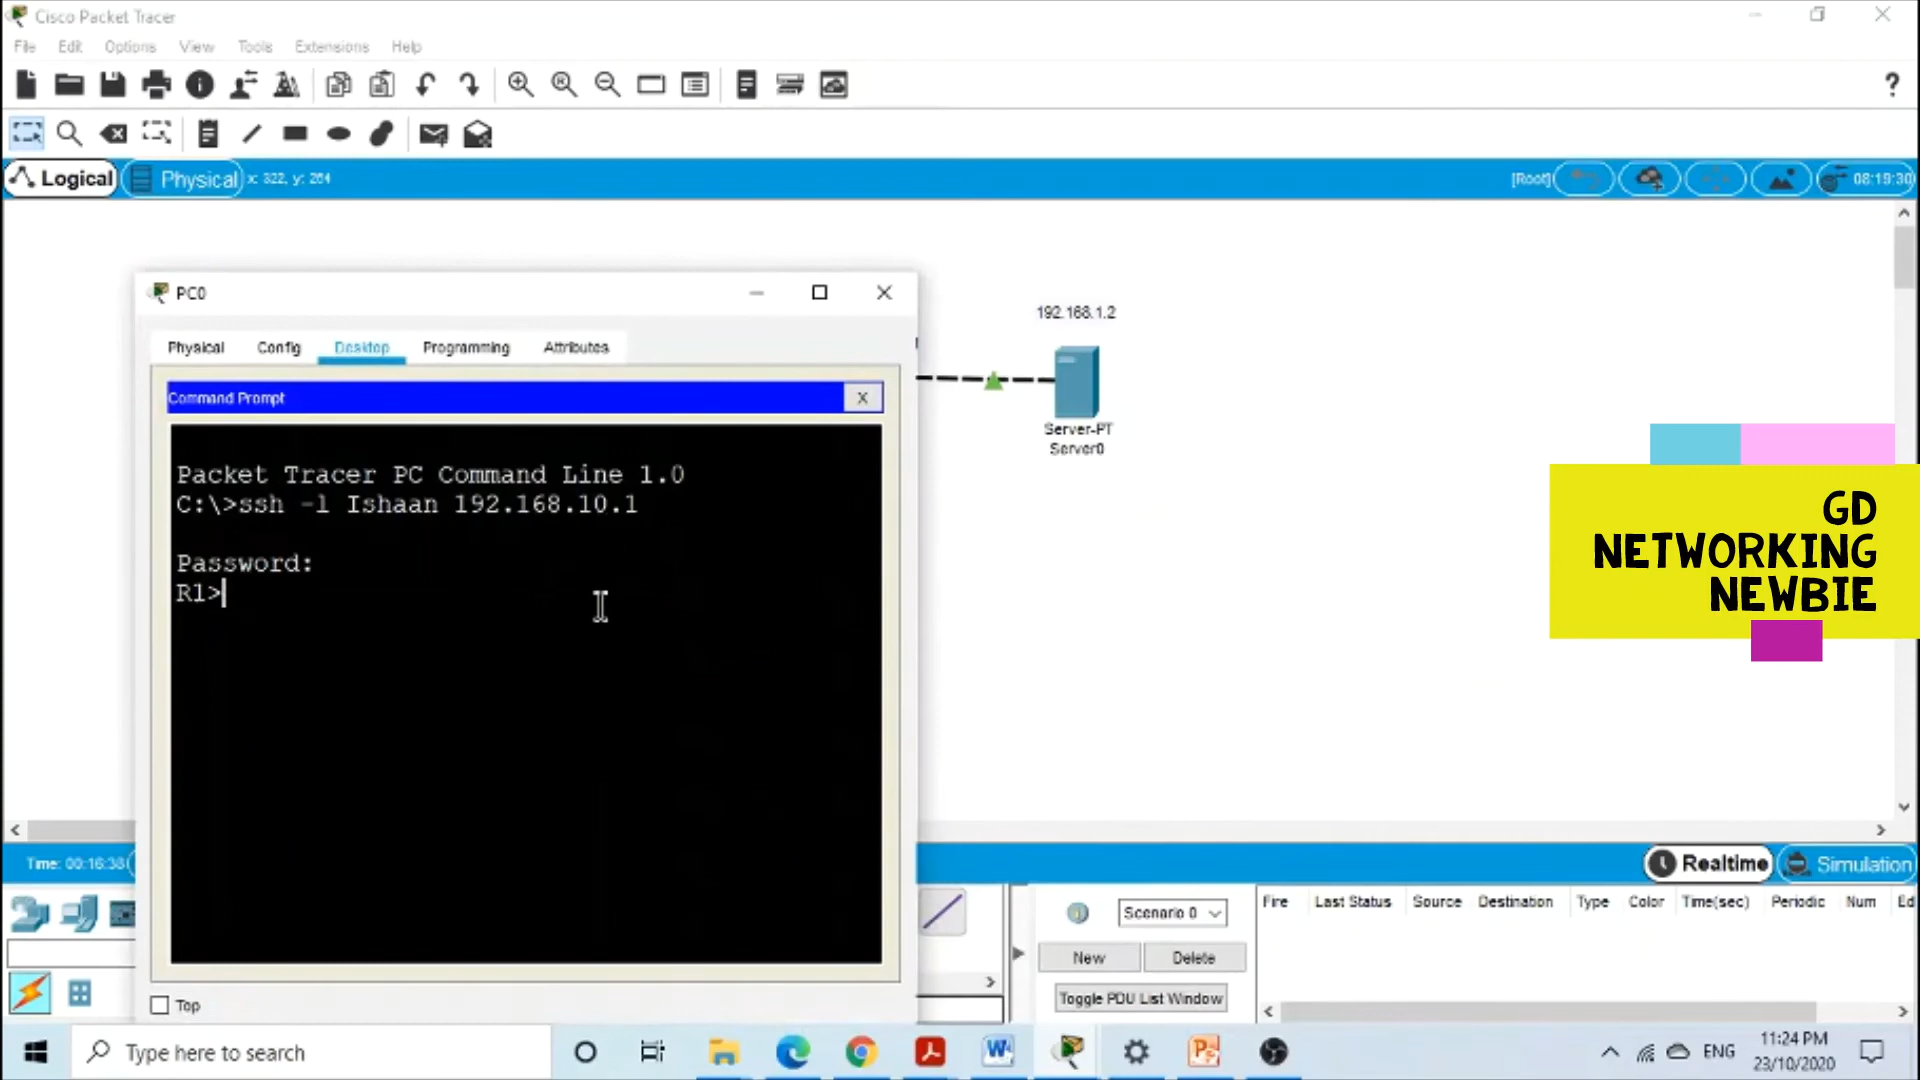 Cisco Packet Tracer
File Edit Options View Tools Extensions Help
?
Logical Physical x: 322, y: 264 [Root] 08:19:30
192.168.1.2
Server-PT
Server0
PC0
Physical Config Desktop Programming Attributes
Command Prompt X
Packet Tracer PC Command Line 1.0
C:\>ssh -l Ishaan 192.168.10.1
Password:
R1>
Top
GD
NETWORKING
NEWBIE
Time: 00:16:38
Realtime Simulation
Scenario 0
New Delete
Toggle PDU List Window
Fire Last Status Source Destination Type Color Time(sec) Periodic Num Ed
Type here to search
ENG
11:24 PM
23/10/2020